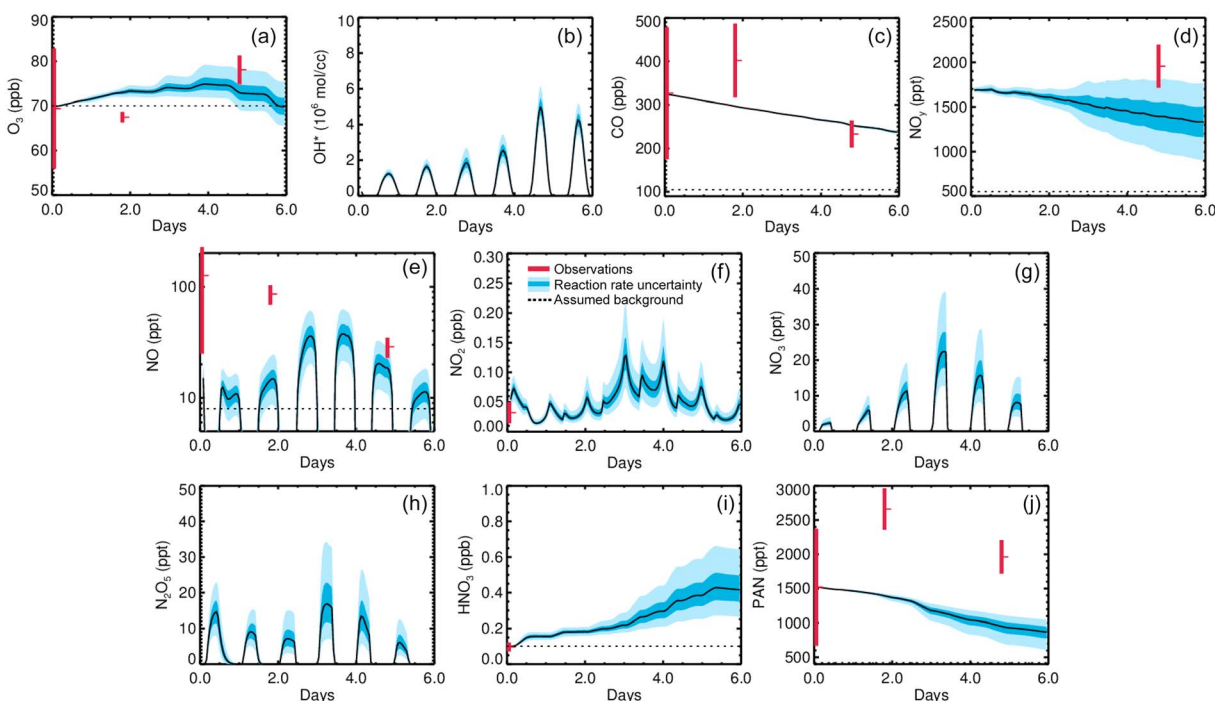 (a)
O₃ (ppb)
90
80
70
60
50
0.0 2.0 4.0 6.0
Days
(b)
OH* (10⁶ mol/cc)
10
8
6
4
2
0
0.0 2.0 4.0 6.0
Days
(c)
CO (ppb)
500
400
300
200
100
0.0 2.0 4.0 6.0
Days
(d)
NOy (ppt)
2500
2000
1500
1000
500
0.0 2.0 4.0 6.0
Days
(e)
NO (ppt)
100
10
0.0 2.0 4.0 6.0
Days
(f)
Observations
Reaction rate uncertainty
Assumed background
NO₂ (ppb)
0.30
0.25
0.20
0.15
0.10
0.05
0.00
0.0 2.0 4.0 6.0
Days
(g)
NO₃ (ppt)
50
40
30
20
10
0
0.0 2.0 4.0 6.0
Days
(h)
N₂O₅ (ppt)
50
40
30
20
10
0
0.0 2.0 4.0 6.0
Days
(i)
HNO₃ (ppb)
1.0
0.8
0.6
0.4
0.2
0.0
0.0 2.0 4.0 6.0
Days
(j)
PAN (ppt)
3000
2500
2000
1500
1000
500
0.0 2.0 4.0 6.0
Days